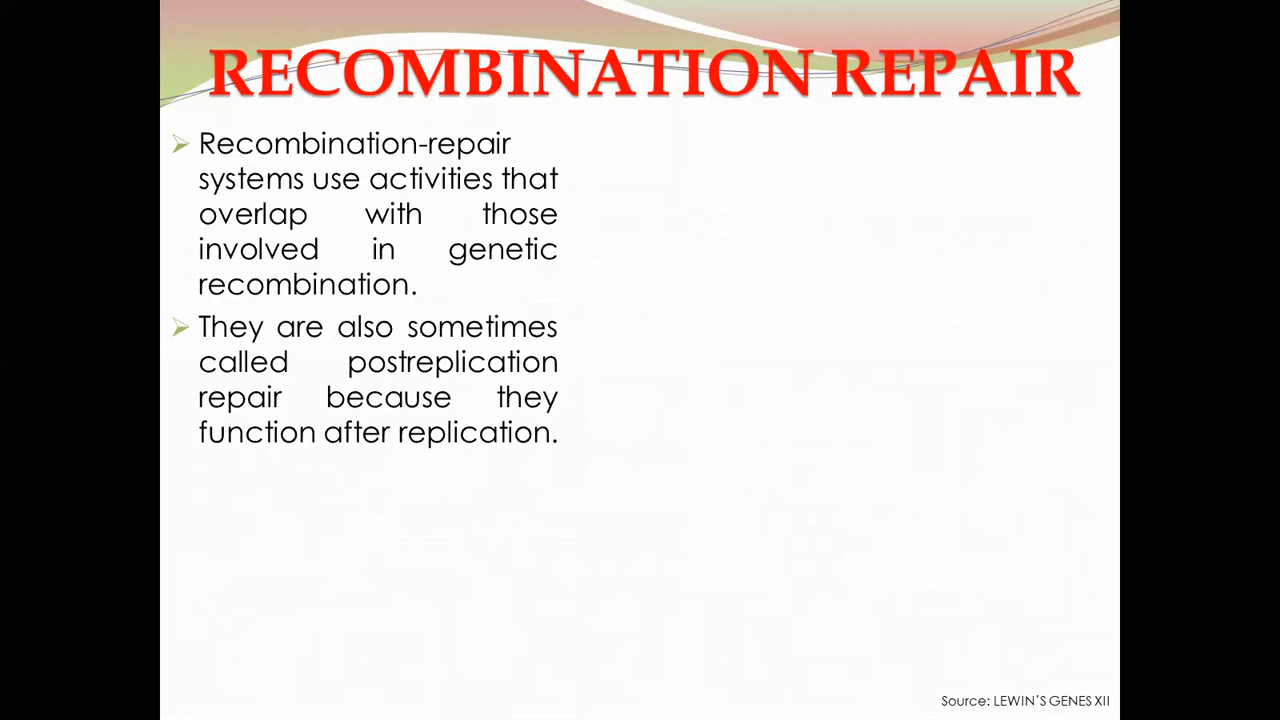 RECOMBINATION REPAIR
Recombination-repair
systems use activities that
overlap with those
involved in genetic
recombination.
They are also sometimes
called postreplication
repair because they
function after replication.
Source: LEWIN'S GENES XII